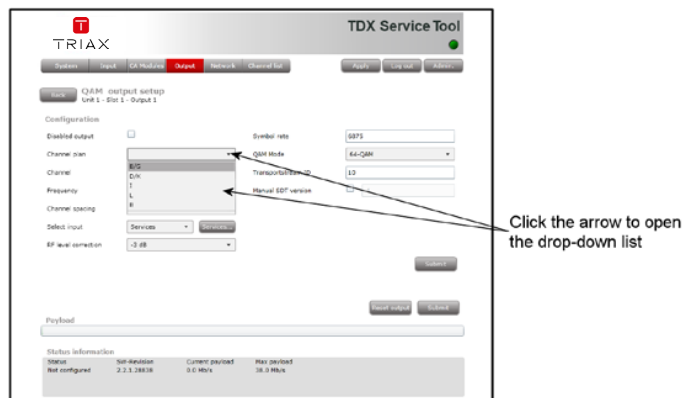 TRIAX
TDX Service Tool
System Input CA Modules Output Network Channel list Apply Log out Admin.
Back QAM output setup
Unit 1 - Slot 1 - Output 1
Configuration
Disabled output Symbol rate 6875
Channel plan QAM Mode 64-QAM
B/G
D/K
Channel I Transportstream ID 10
Frequency L Manual SDT version
Channel spacing
Select input Services Services...
RF level correction -3 dB
Submit
Click the arrow to open
the drop-down list
Reset output Submit
Payload
Status information
Status SW-Revision Current payload Max payload
Not configured 2.2.1.28838 0.0 Mb/s 38.0 Mb/s